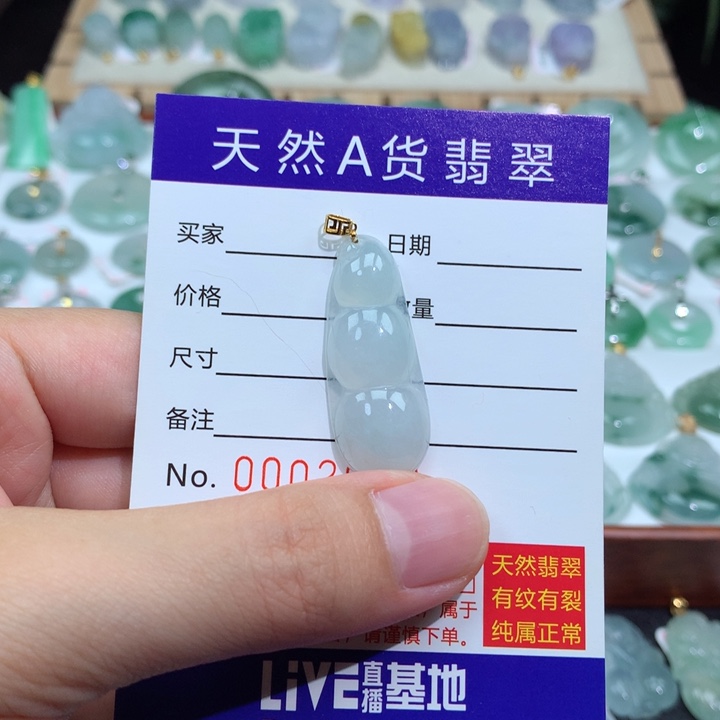 天然A货翡翠
买家 日期
价格 量
尺寸
备注
No. 0002
天然翡翠
有纹有裂
纯属正常
属于
请谨慎下单。
LiVE直播基地